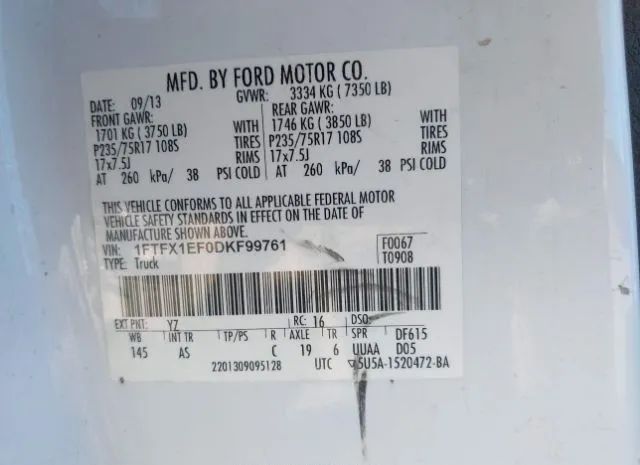 MFD. BY FORD MOTOR CO.
DATE: 09/13 GVWR: 3334 KG ( 7350 LB)
FRONT GAWR: REAR GAWR:
1701 KG ( 3750 LB) WITH 1746 KG ( 3850 LB) WITH
P235/75R17 108S TIRES P235/75R17 108S TIRES
17x7.5J RIMS 17x7.5J RIMS
AT 260 kPa/ 38 PSI COLD AT 260 kPa/ 38 PSI COLD
THIS VEHICLE CONFORMS TO ALL APPLICABLE FEDERAL MOTOR
VEHICLE SAFETY STANDARDS IN EFFECT ON THE DATE OF
MANUFACTURE SHOWN ABOVE.
VIN: 1FTFX1EF0DKF99761 F0067
TYPE: Truck T0908
EXT PNT: YZ RC: 16 DSO:
WB INT TR TP/PS R AXLE TR SPR DF615
145 AS C 19 6 UUAA D05
2201309095128 UTC 5U5A-1520472-BA